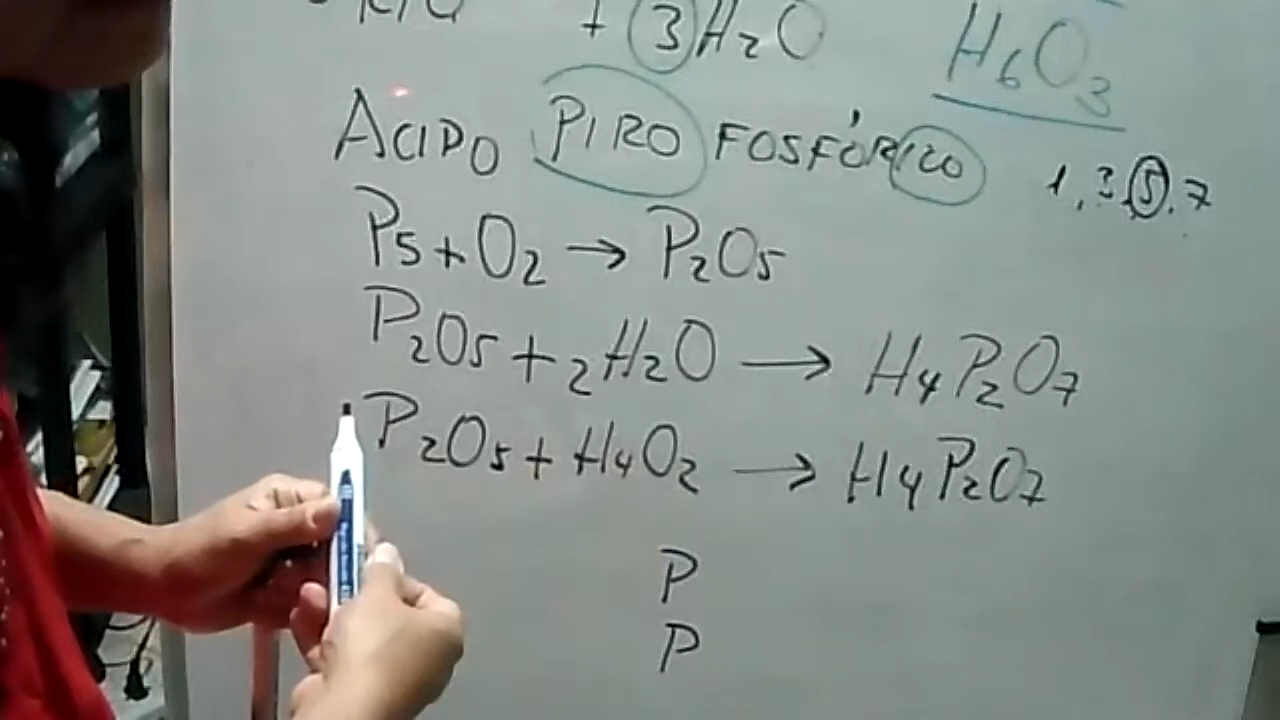 + 3H2O
H6O3
ACIDO PIRO FOSFÓRICO
1,3,5,7
P5+O2→P2O5
P2O5+2H2O→H4P2O7
P2O5+H4O2→H4P2O7
P
P